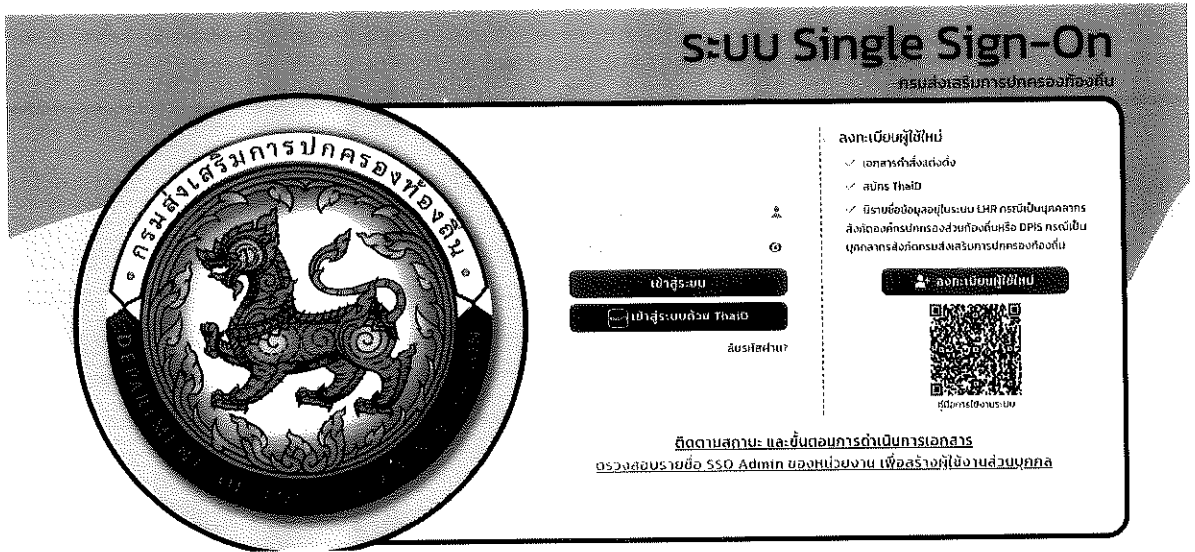 ระบบ Single Sign-On
กรมส่งเสริมการปกครองท้องถิ่น
กรมส่งเสริมการปกครองท้องถิ่น
เข้าสู่ระบบ
เข้าสู่ระบบด้วย ThaiD
ลืมรหัสผ่าน?
ลงทะเบียนผู้ใช้ใหม่
เอกสารคำสั่งแต่งตั้ง
สมัคร ThaiD
มีรายชื่อข้อมูลอยู่ในระบบ LHR กรณีเป็นบุคลากร
สังกัดองค์กรปกครองส่วนท้องถิ่นหรือ DPIS กรณีเป็น
บุคลากรสังกัดกรมส่งเสริมการปกครองท้องถิ่น
ลงทะเบียนผู้ใช้ใหม่
คู่มือการใช้งานระบบ
ติดตามสถานะ และขั้นตอนการดำเนินการเอกสาร
ตรวจสอบรายชื่อ SSO Admin ของหน่วยงาน เพื่อสร้างผู้ใช้งานส่วนบุคคล